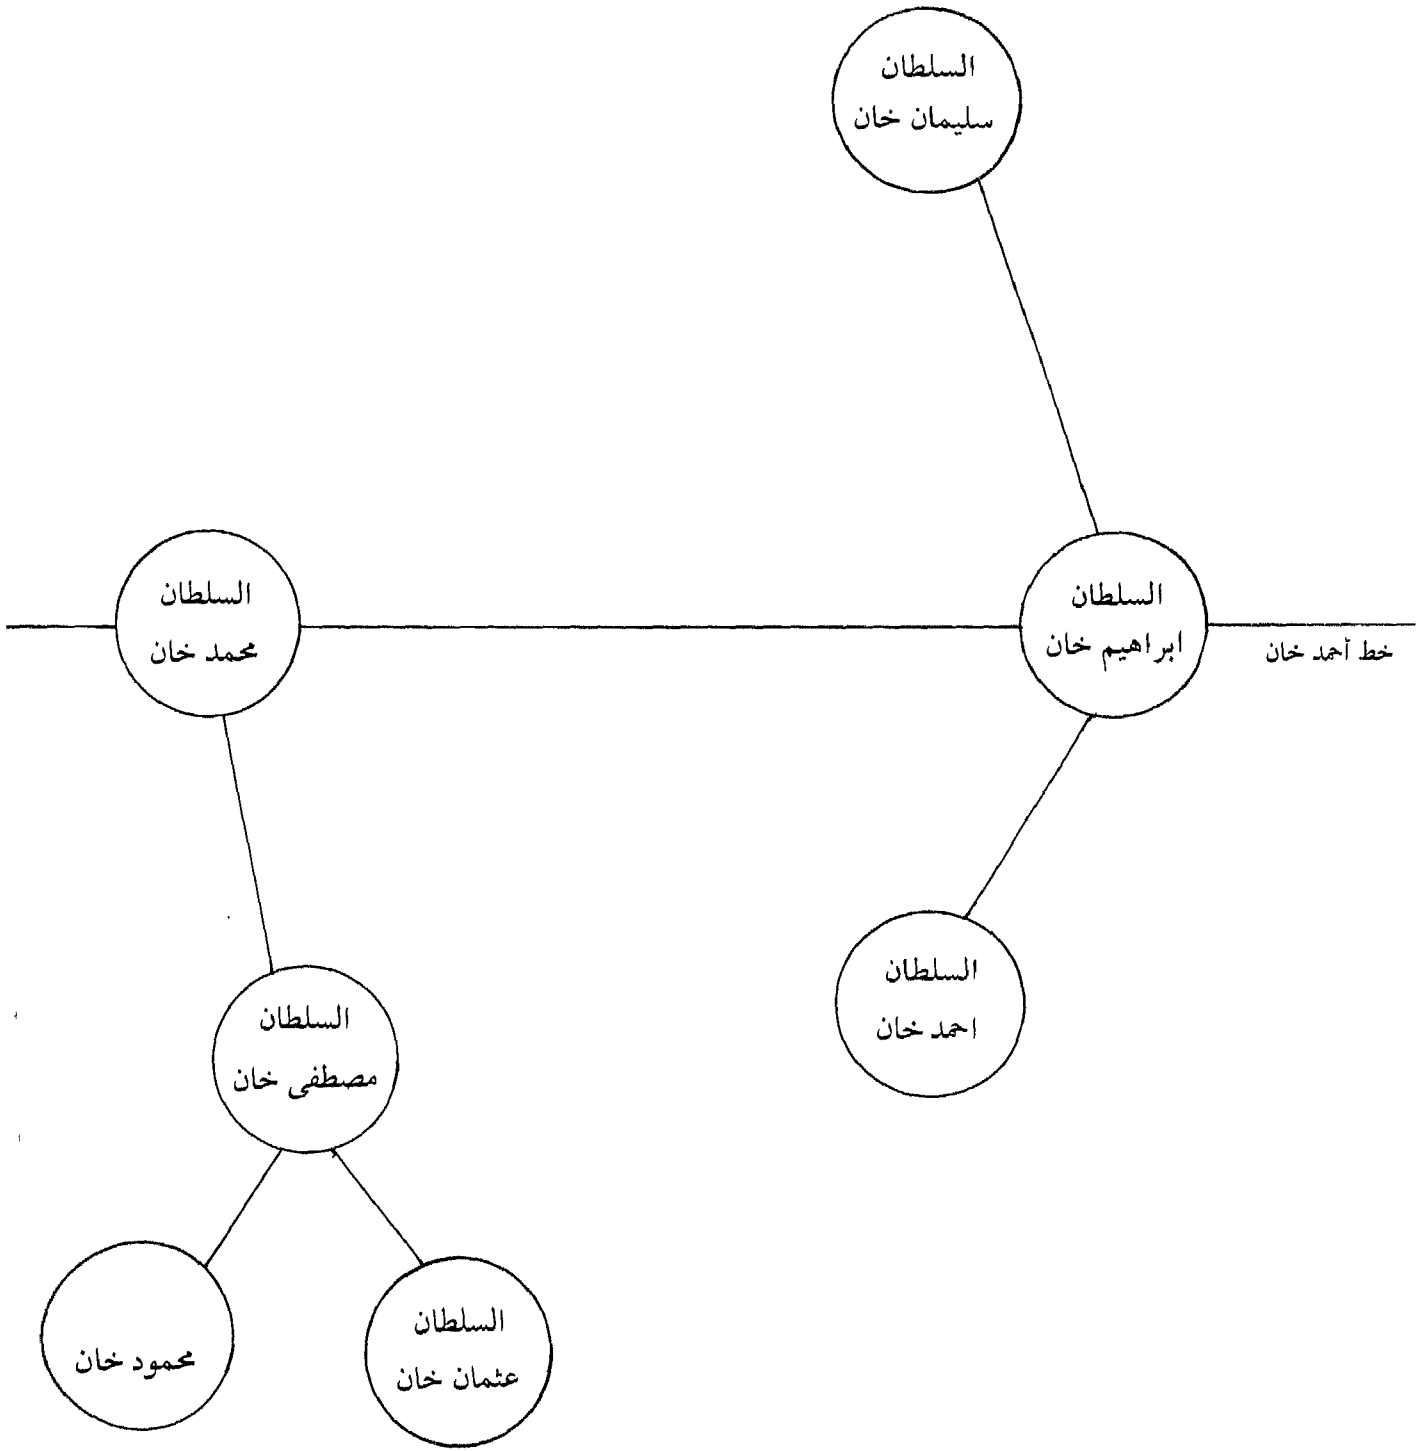 السلطان
سليمان خان
السلطان
ابراهيم خان
خط أحمد خان
السلطان
محمد خان
السلطان
احمد خان
السلطان
مصطفى خان
السلطان
عثمان خان
محمود خان